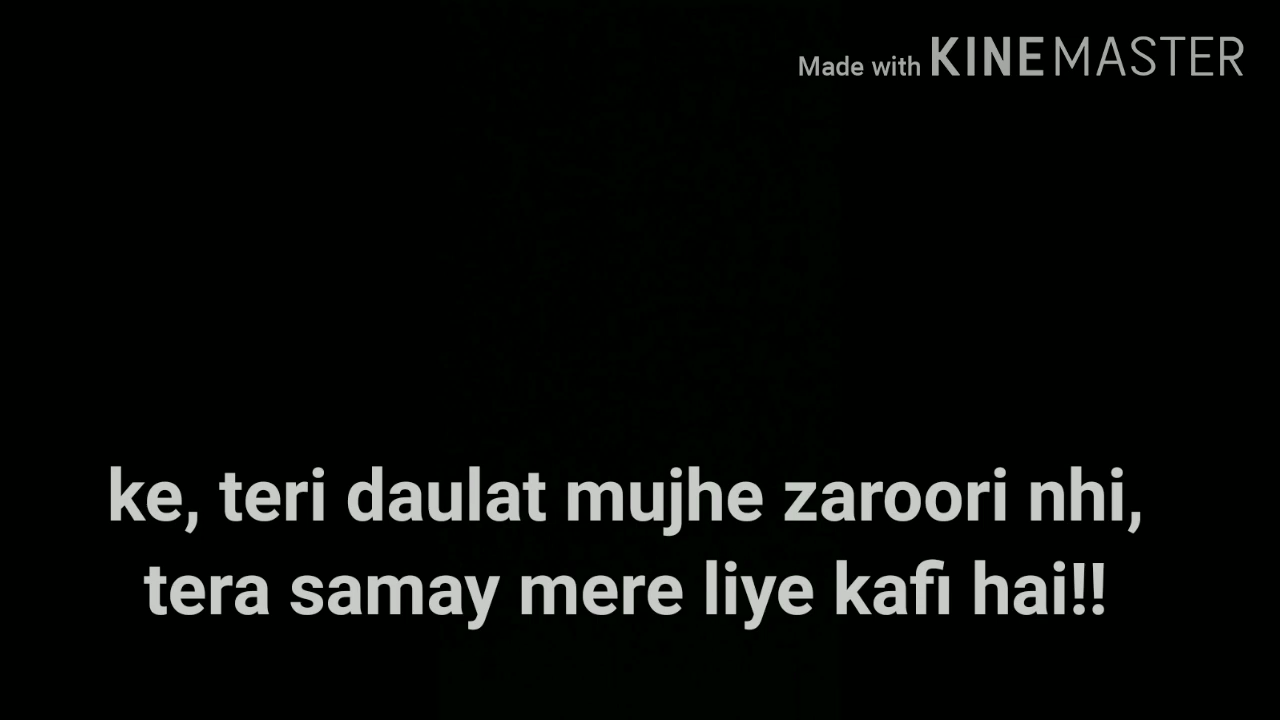 Made with KINEMASTER
ke, teri daulat mujhe zaroori nhi,
tera samay mere liye kafi hai!!